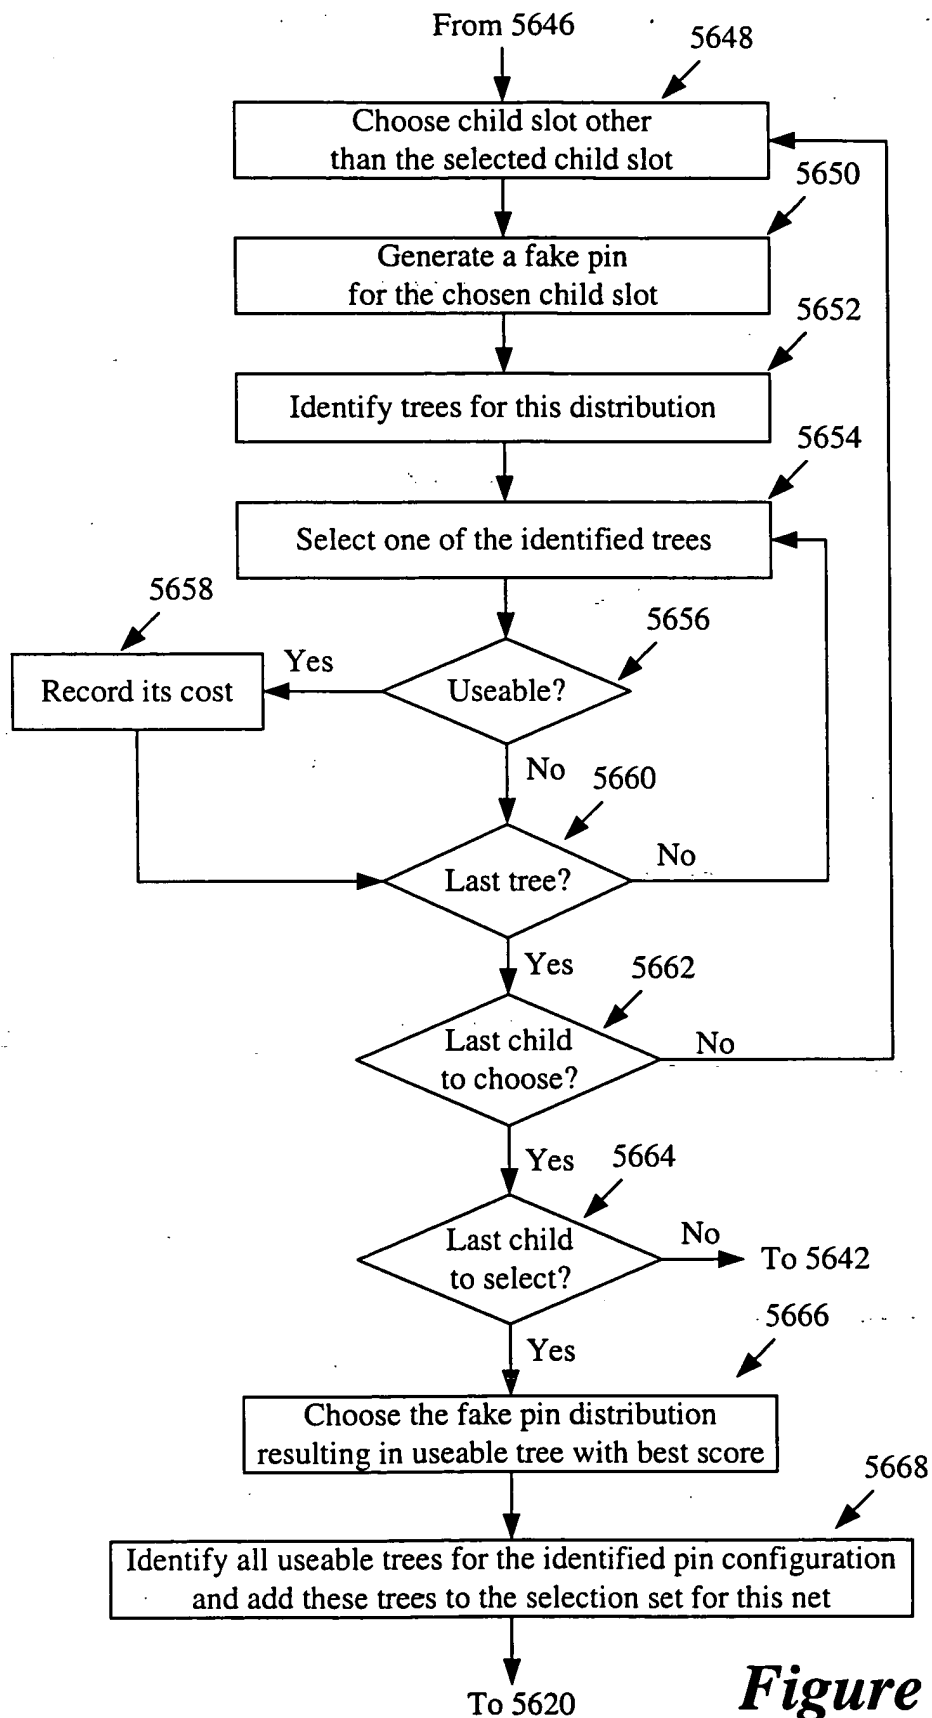 From 5646
5648
Choose child slot other
than the selected child slot
5650
Generate a fake pin
for the chosen child slot
5652
Identify trees for this distribution
5654
Select one of the identified trees
5658
5656
Yes
Record its cost
Useable?
No
5660
Last tree?
No
Yes
5662
Last child
to choose?
No
Yes
5664
Last child
to select?
No
To 5642
5666
Yes
Choose the fake pin distribution
resulting in useable tree with best score
5668
Identify all useable trees for the identified pin configuration
and add these trees to the selection set for this net
To 5620
Figure